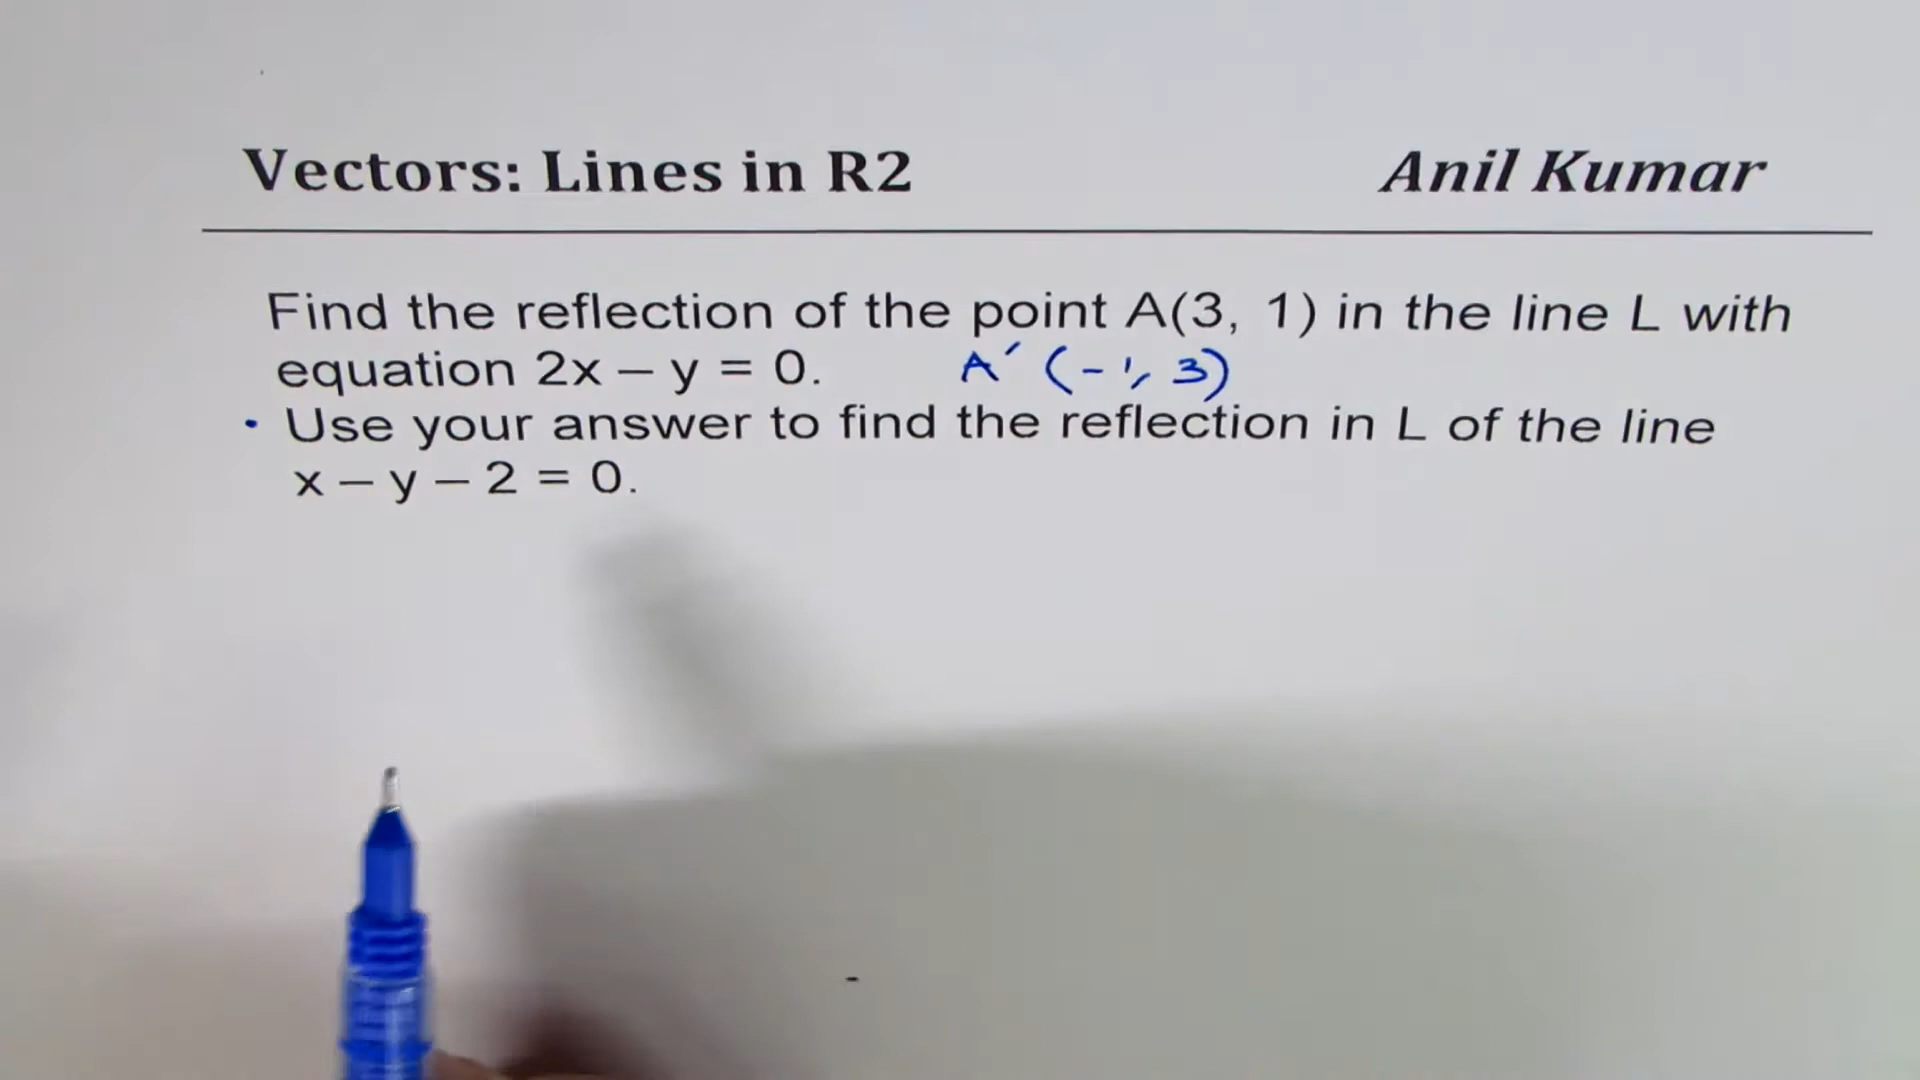 Vectors: Lines in R2 Anil Kumar
Find the reflection of the point A(3, 1) in the line L with
equation 2x – y = 0. A′ (-1, 3)
• Use your answer to find the reflection in L of the line
x – y – 2 = 0.